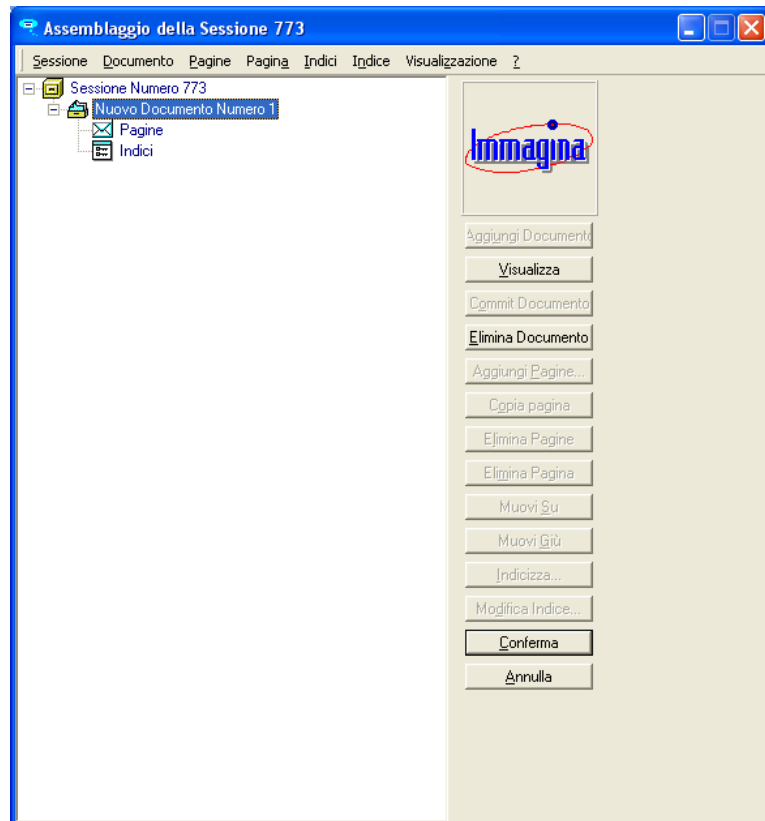 Assemblaggio della Sessione 773
Sessione Documento Pagine Pagina Indici Indice Visualizzazione ?
Sessione Numero 773
Nuovo Documento Numero 1
Pagine
Indici
Immagina
Aggiungi Documento
Visualizza
Commit Documento
Elimina Documento
Aggiungi Pagine...
Copia pagina
Elimina Pagine
Elimina Pagina
Muovi Su
Muovi Giù
Indicizza...
Modifica Indice...
Conferma
Annulla